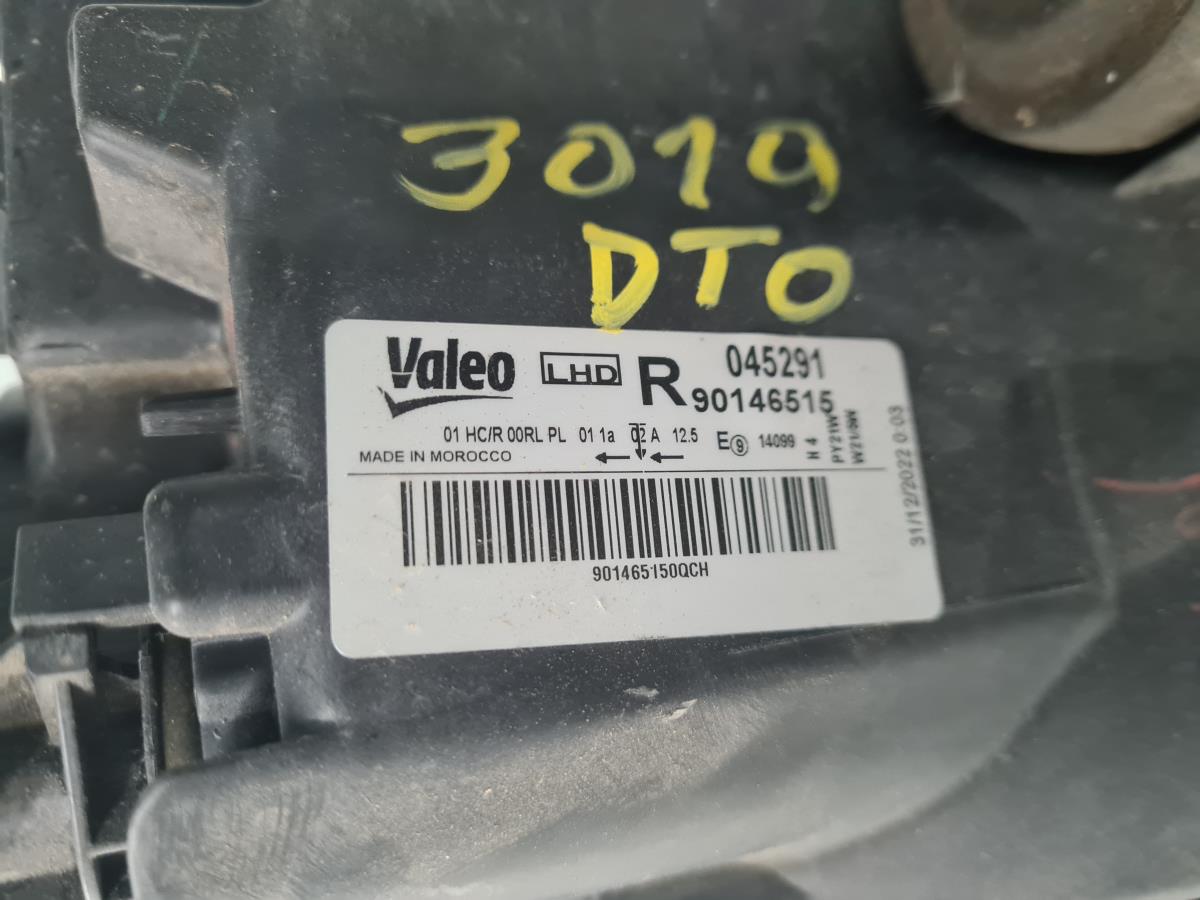 3019
DTO
Valeo LHD R 045291
90146515
01 HC/R 00RL PL 01 1a 02 A 12.5 E9 14099
MADE IN MOROCCO
H4
PY21W
W21/5W
31/12/2022 0:03
901465150QCH